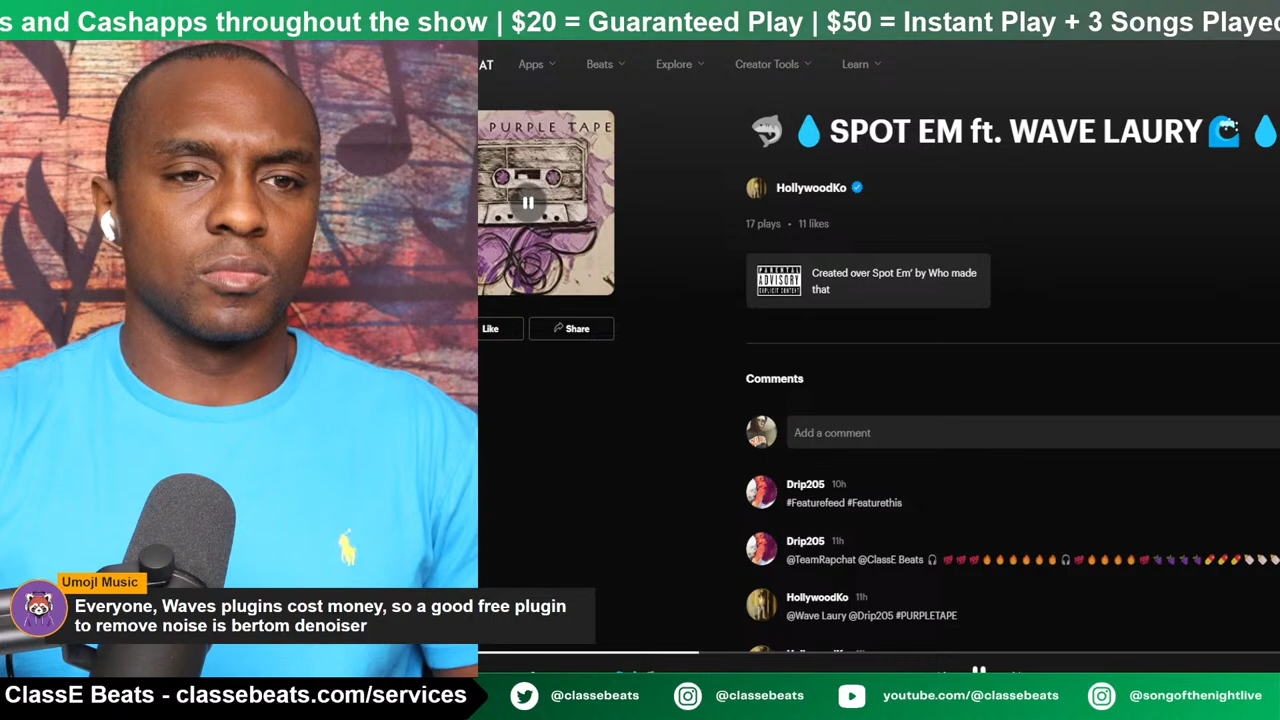 s and Cashapps throughout the show | $20 = Guaranteed Play | $50 = Instant Play + 3 Songs Played
AT
Apps
Beats
Explore
Creator Tools
Learn
PURPLE TAPE
SPOT EM ft. WAVE LAURY
HollywoodKo
17 plays • 11 likes
PARENTAL
ADVISORY
EXPLICIT CONTENT
Created over Spot Em' by Who made
that
Like
Share
Comments
Add a comment
Drip205 10h
#Featurefeed #Featurethis
Drip205 11h
@TeamRapchat @ClassE Beats
HollywoodKo 11h
@Wave Laury @Drip205 #PURPLETAPE
Umojl Music
Everyone, Waves plugins cost money, so a good free plugin
to remove noise is bertom denoiser
ClassE Beats - classebeats.com/services
@classebeats
@classebeats
youtube.com/@classebeats
@songofthenightlive